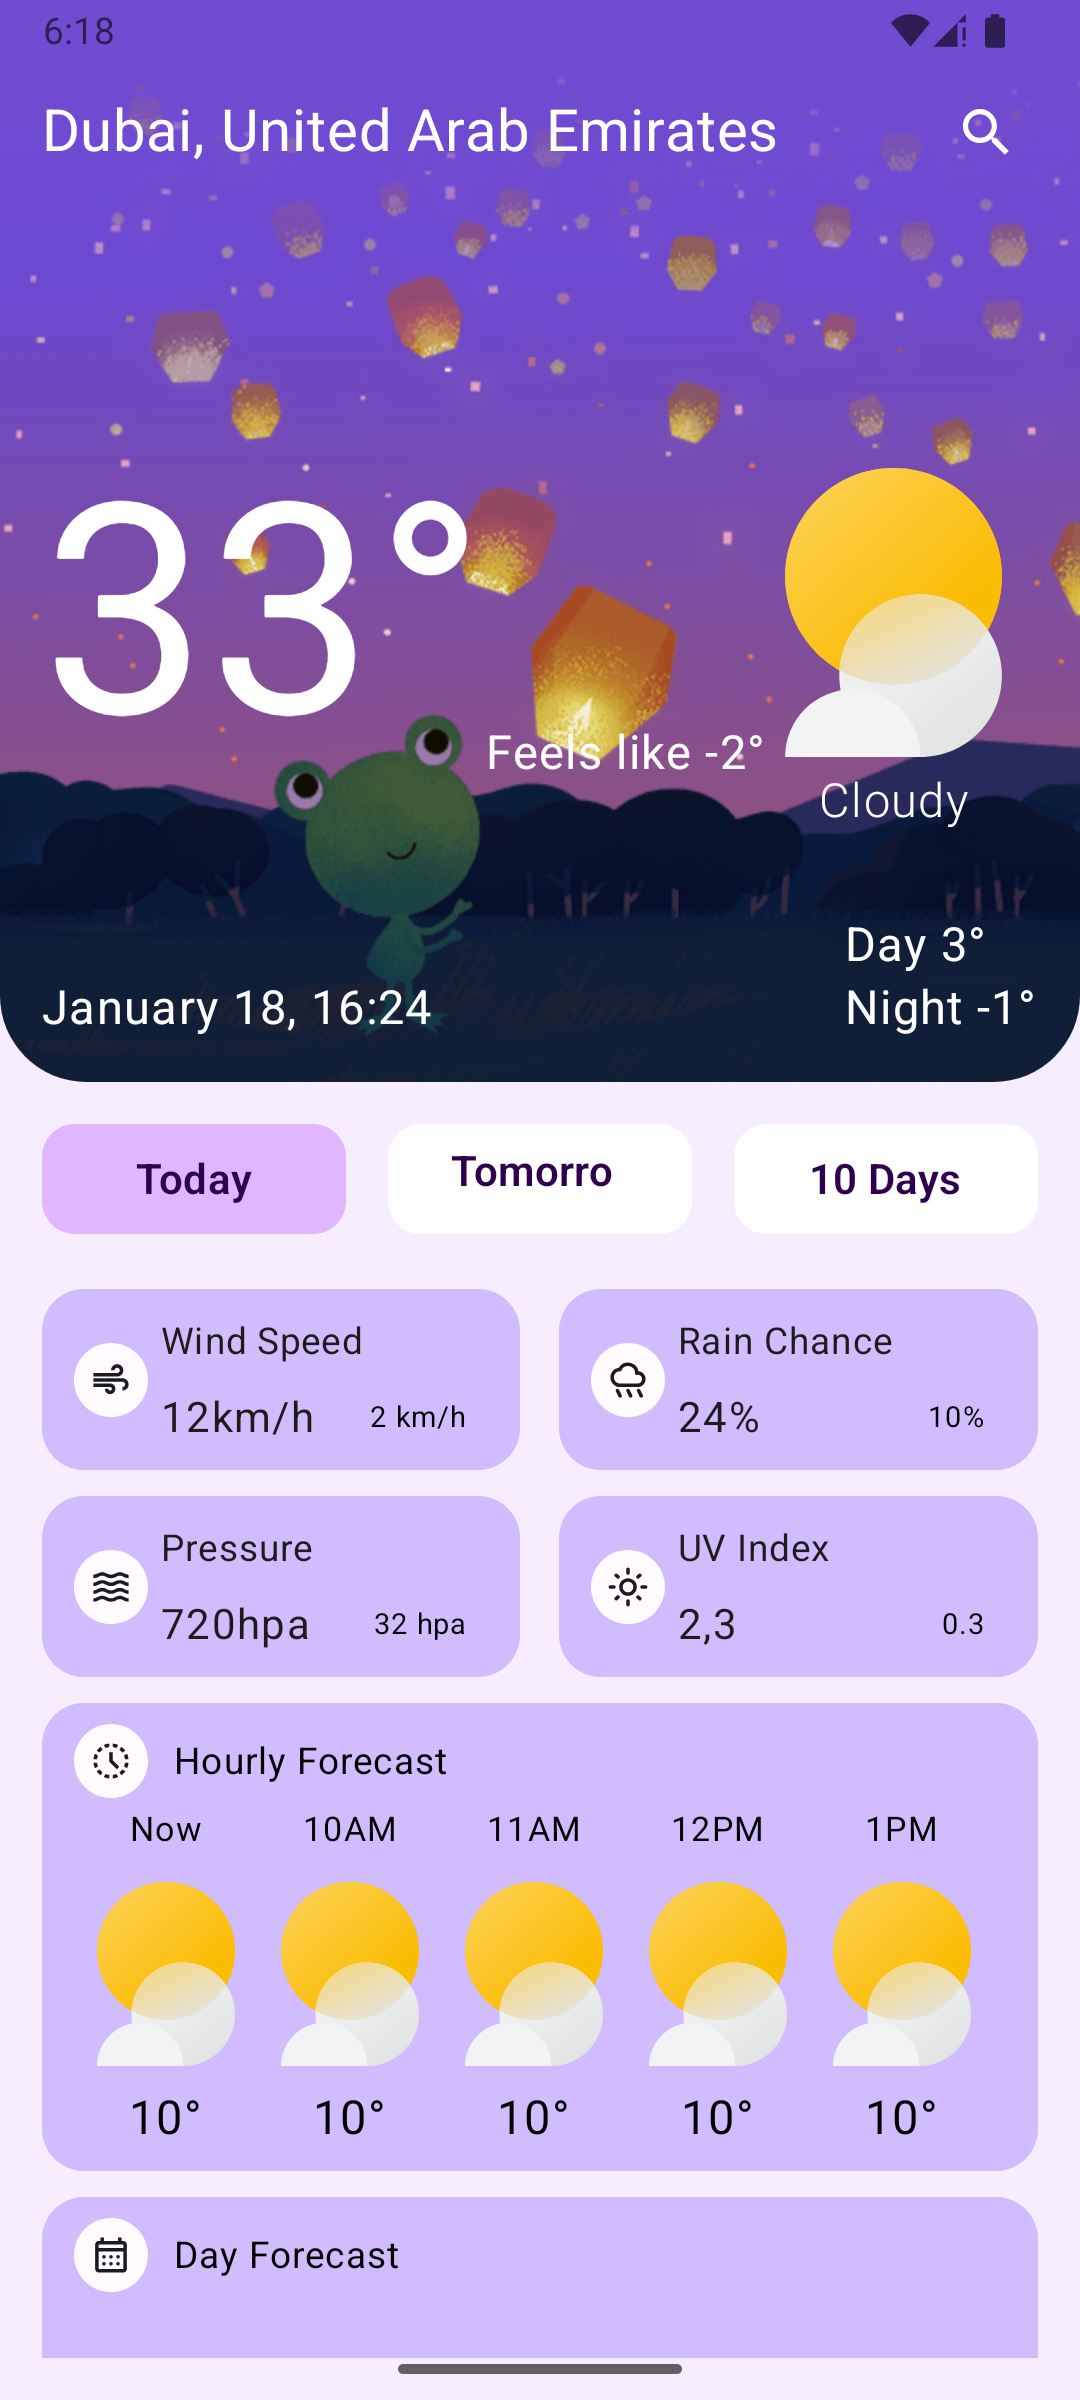 6:18
Dubai, United Arab Emirates
33°
Feels like -2°
Cloudy
Day 3°
January 18, 16:24
Night -1°
Today
Tomorro
10 Days
Wind Speed
12km/h 2 km/h
Rain Chance
24% 10%
Pressure
720hpa 32 hpa
UV Index
2,3 0.3
Hourly Forecast
Now 10AM 11AM 12PM 1PM
10° 10° 10° 10° 10°
Day Forecast